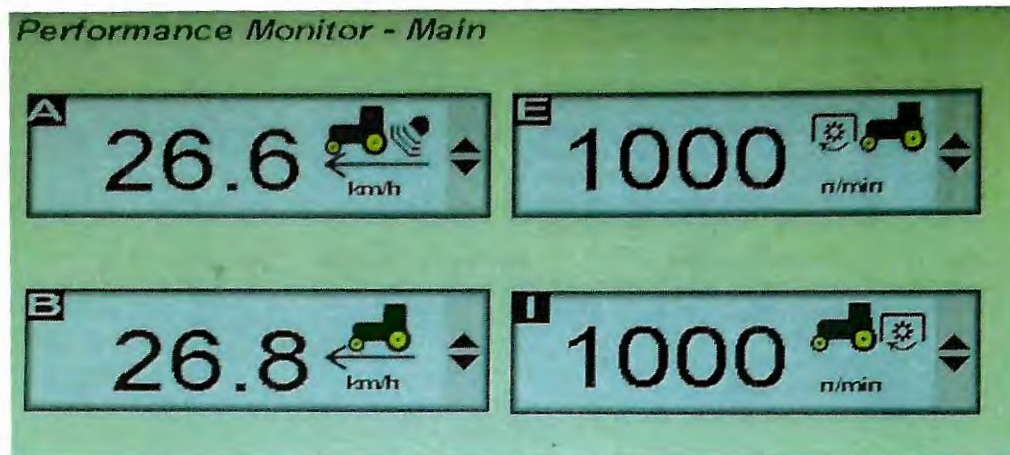 Performance Monitor - Main
A
26.6
km/h
E
1000
n/min
B
26.8
km/h
I
1000
n/min